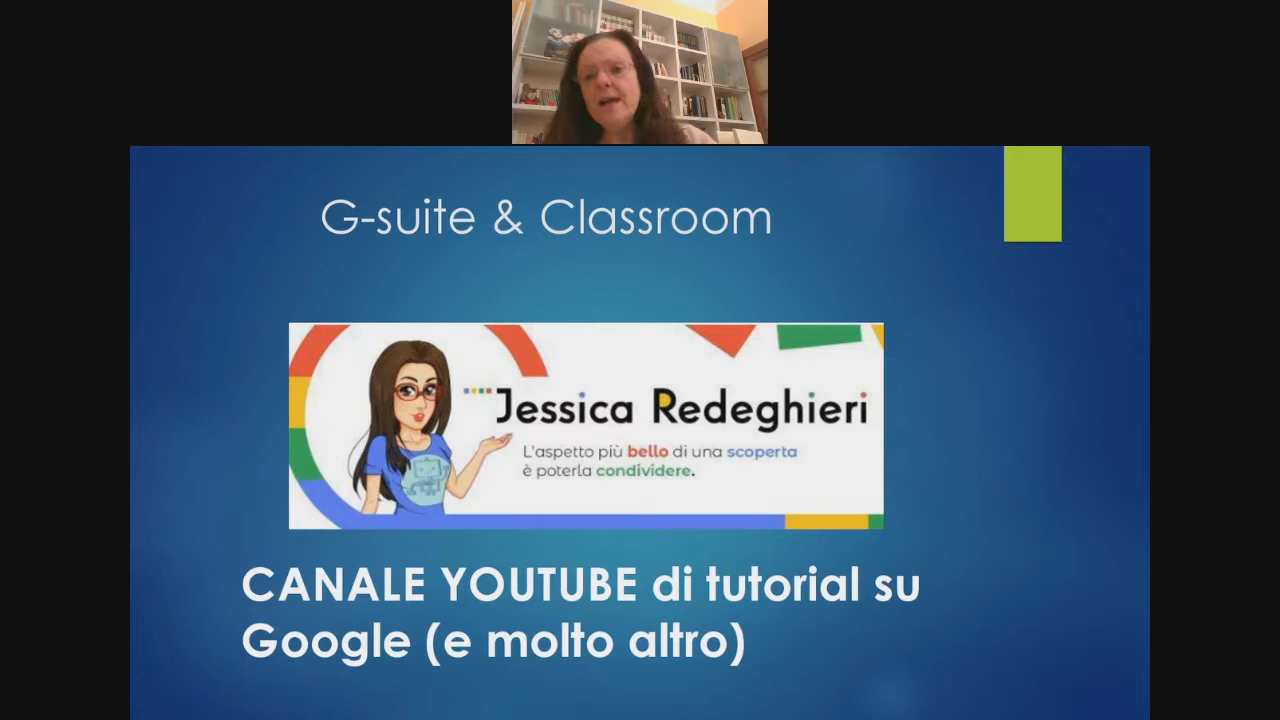 G-suite & Classroom
Jessica Redeghieri
L'aspetto più bello di una scoperta
è poterla condividere.
CANALE YOUTUBE di tutorial su
Google (e molto altro)